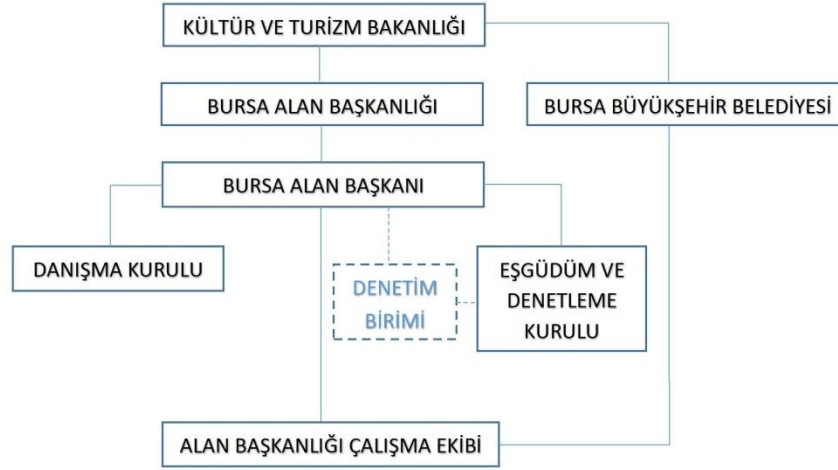 KÜLTÜR VE TURİZM BAKANLIĞI
BURSA ALAN BAŞKANLIĞI
BURSA BÜYÜKŞEHİR BELEDİYESİ
BURSA ALAN BAŞKANI
DANIŞMA KURULU
DENETİM
BİRİMİ
EŞGÜDÜM VE
DENETLEME
KURULU
ALAN BAŞKANLIĞI ÇALIŞMA EKİBİ